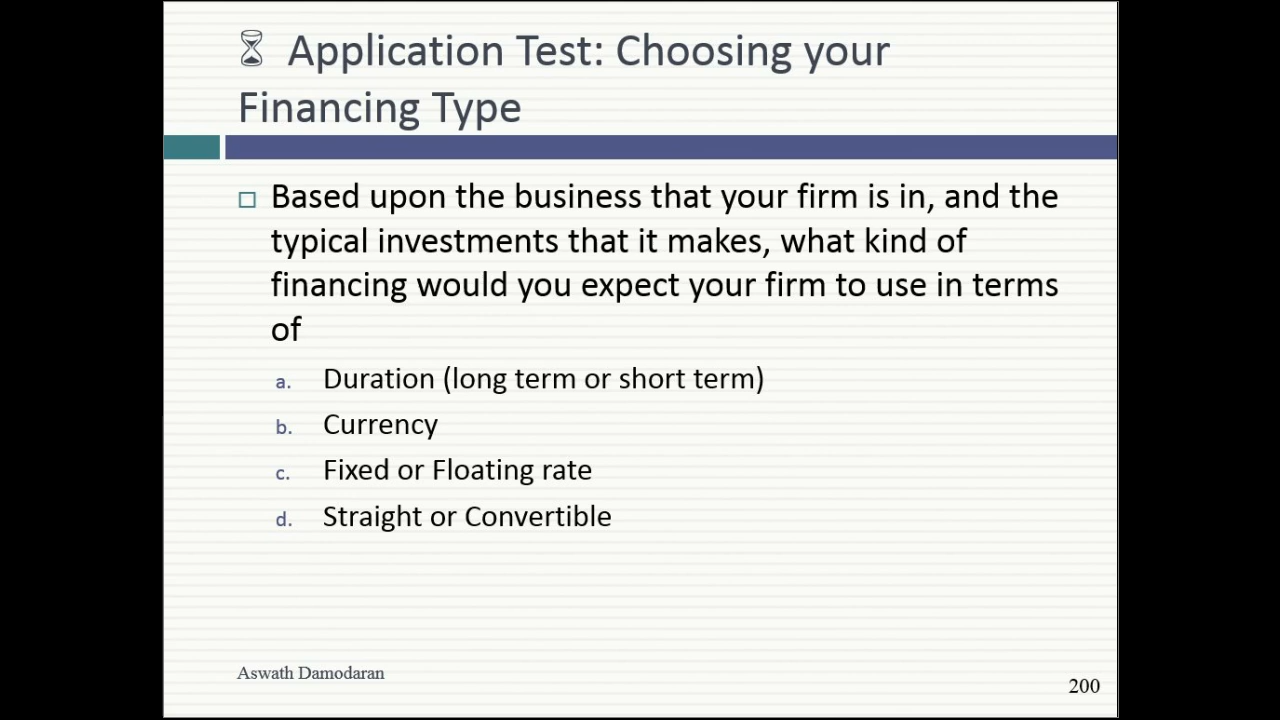 ⌛ Application Test: Choosing your
Financing Type
Based upon the business that your firm is in, and the
typical investments that it makes, what kind of
financing would you expect your firm to use in terms
of
a. Duration (long term or short term)
b. Currency
c. Fixed or Floating rate
d. Straight or Convertible
Aswath Damodaran
200